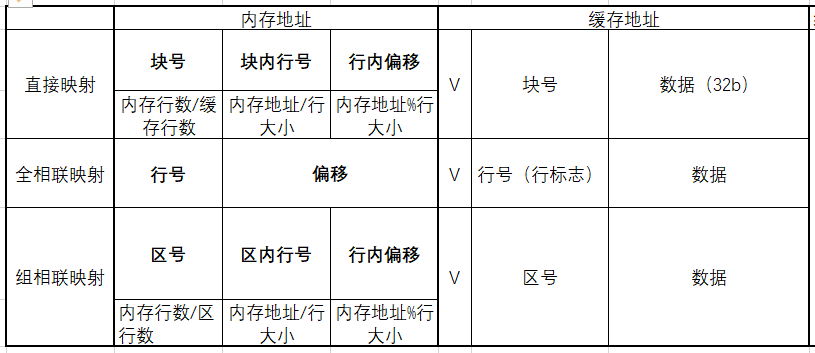 内存地址
缓存地址
直接映射
块号
块内行号
行内偏移
V
块号
数据（32b）
内存行数/缓
存行数
内存地址/行
大小
内存地址%行
大小
全相联映射
行号
偏移
V
行号（行标志）
数据
组相联映射
区号
区内行号
行内偏移
V
区号
数据
内存行数/区
行数
内存地址/行
大小
内存地址%行
大小